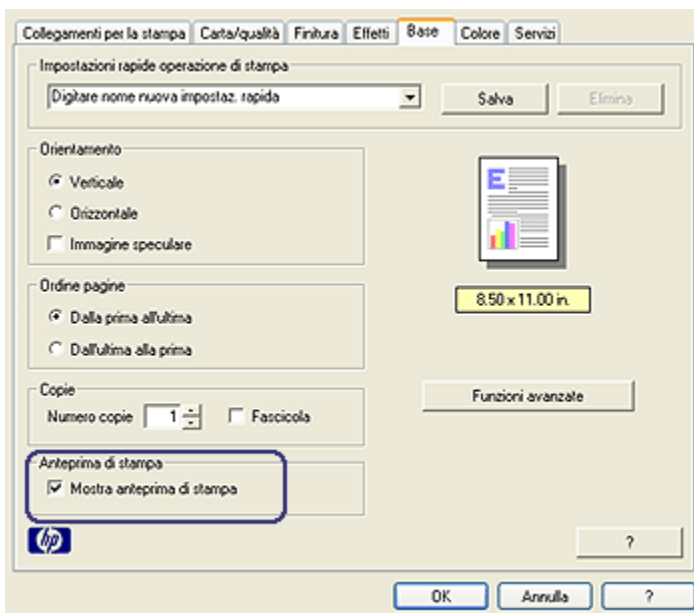 Collegamenti per la stampa Carta/qualità Finitura Effetti Base Colore Servizi
Impostazioni rapide operazione di stampa
Digitare nome nuova impostaz. rapida Salva Elimina
Orientamento
Verticale
Orizzontale
Immagine speculare
E
8.50 x 11.00 in.
Ordine pagine
Dalla prima all'ultima
Dall'ultima alla prima
Copie
Numero copie 1 Fascicola
Funzioni avanzate
Anteprima di stampa
Mostra anteprima di stampa
hp
?
OK Annulla ?